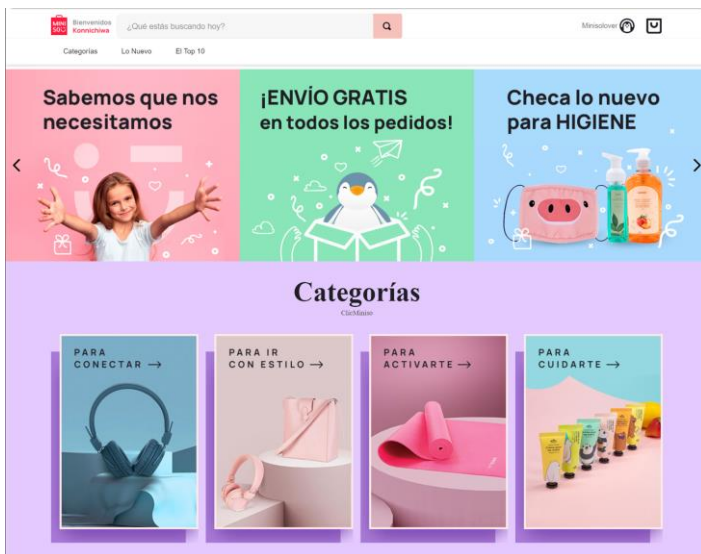 MINI
SO
Bienvenidos
Konnichiwa
¿Qué estás buscando hoy?
Minisolover
Categorías Lo Nuevo El Top 10
Sabemos que nos
necesitamos
¡ENVÍO GRATIS
en todos los pedidos!
Checa lo nuevo
para HIGIENE
Categorías
ClicMiniso
PARA
CONECTAR →
PARA IR
CON ESTILO →
PARA
ACTIVARTE →
PARA
CUIDARTE →